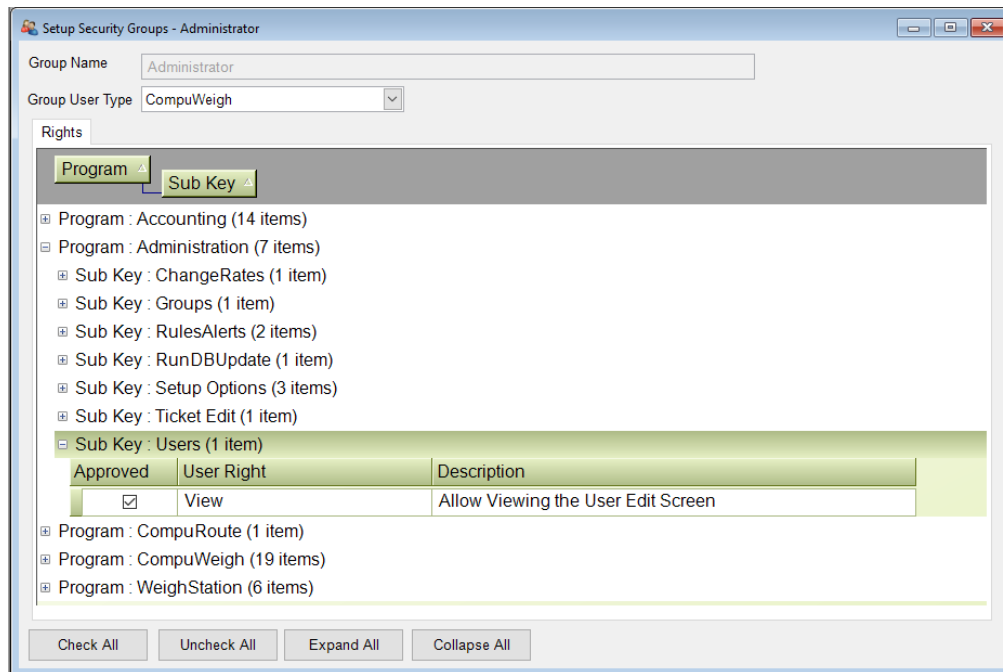 Setup Security Groups - Administrator
Group Name Administrator
Group User Type CompuWeigh
Rights
Program
Sub Key
Program : Accounting (14 items)
Program : Administration (7 items)
Sub Key : ChangeRates (1 item)
Sub Key : Groups (1 item)
Sub Key : RulesAlerts (2 items)
Sub Key : RunDBUpdate (1 item)
Sub Key : Setup Options (3 items)
Sub Key : Ticket Edit (1 item)
Sub Key : Users (1 item)
Approved User Right Description
View Allow Viewing the User Edit Screen
Program : CompuRoute (1 item)
Program : CompuWeigh (19 items)
Program : WeighStation (6 items)
Check All Uncheck All Expand All Collapse All